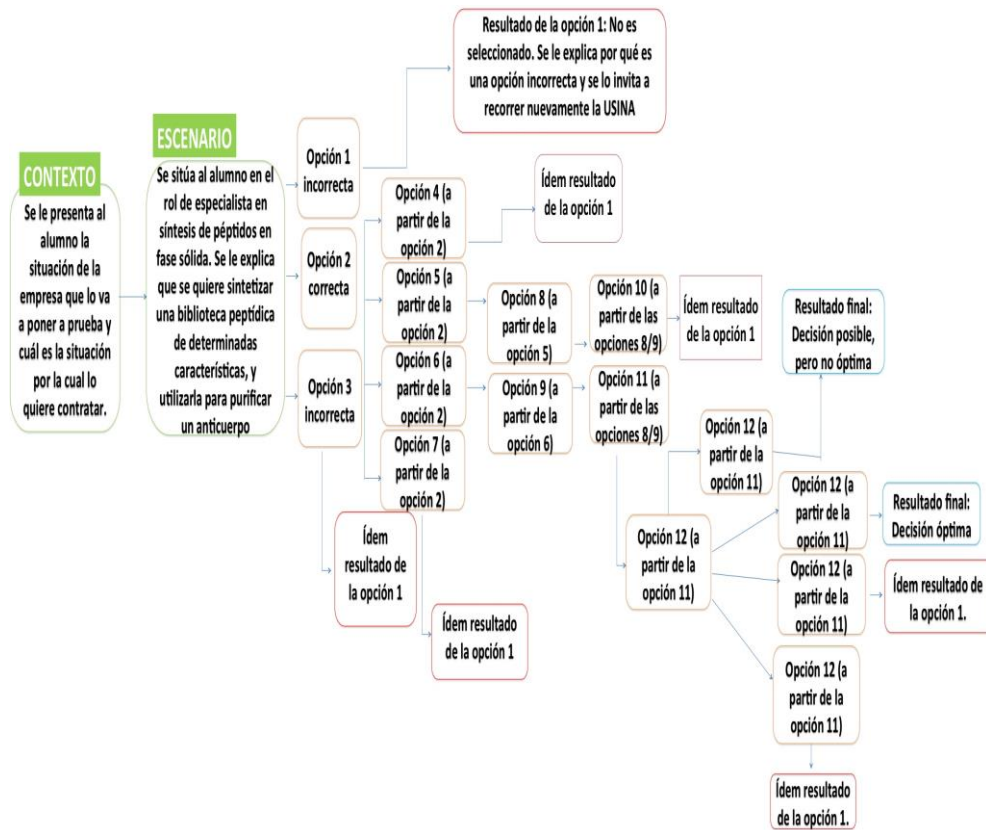 CONTEXTO
Se le presenta al
alumno la
situación de la
empresa que lo va
a poner a prueba y
cuál es la situación
por la cual lo
quiere contratar.
ESCENARIO
Se sitúa al alumno en el
rol de especialista en
síntesis de péptidos en
fase sólida. Se le explica
que se quiere sintetizar
una biblioteca peptídica
de determinadas
características, y
utilizarla para purificar
un anticuerpo
Opción 1
incorrecta
Opción 2
correcta
Opción 3
incorrecta
Resultado de la opción 1: No es
seleccionado. Se le explica por qué es
una opción incorrecta y se lo invita a
recorrer nuevamente la USINA
Opción 4 (a
partir de la
opción 2)
Opción 5 (a
partir de la
opción 2)
Opción 6 (a
partir de la
opción 2)
Opción 7 (a
partir de la
opción 2)
Ídem resultado
de la opción 1
Ídem
resultado de
la opción 1
Ídem resultado
de la opción 1
Opción 8 (a
partir de la
opción 5)
Opción 9 (a
partir de la
opción 6)
Opción 10 (a
partir de las
opciones 8/9)
Opción 11 (a
partir de las
opciones 8/9)
Ídem resultado
de la opción 1
Opción 12 (a
partir de la
opción 11)
Opción 12 (a
partir de la
opción 11)
Resultado final:
Decisión posible,
pero no óptima
Opción 12 (a
partir de la
opción 11)
Resultado final:
Decisión óptima
Opción 12 (a
partir de la
opción 11)
Ídem resultado de
la opción 1.
Opción 12 (a
partir de la
opción 11)
Ídem resultado
de la opción 1.